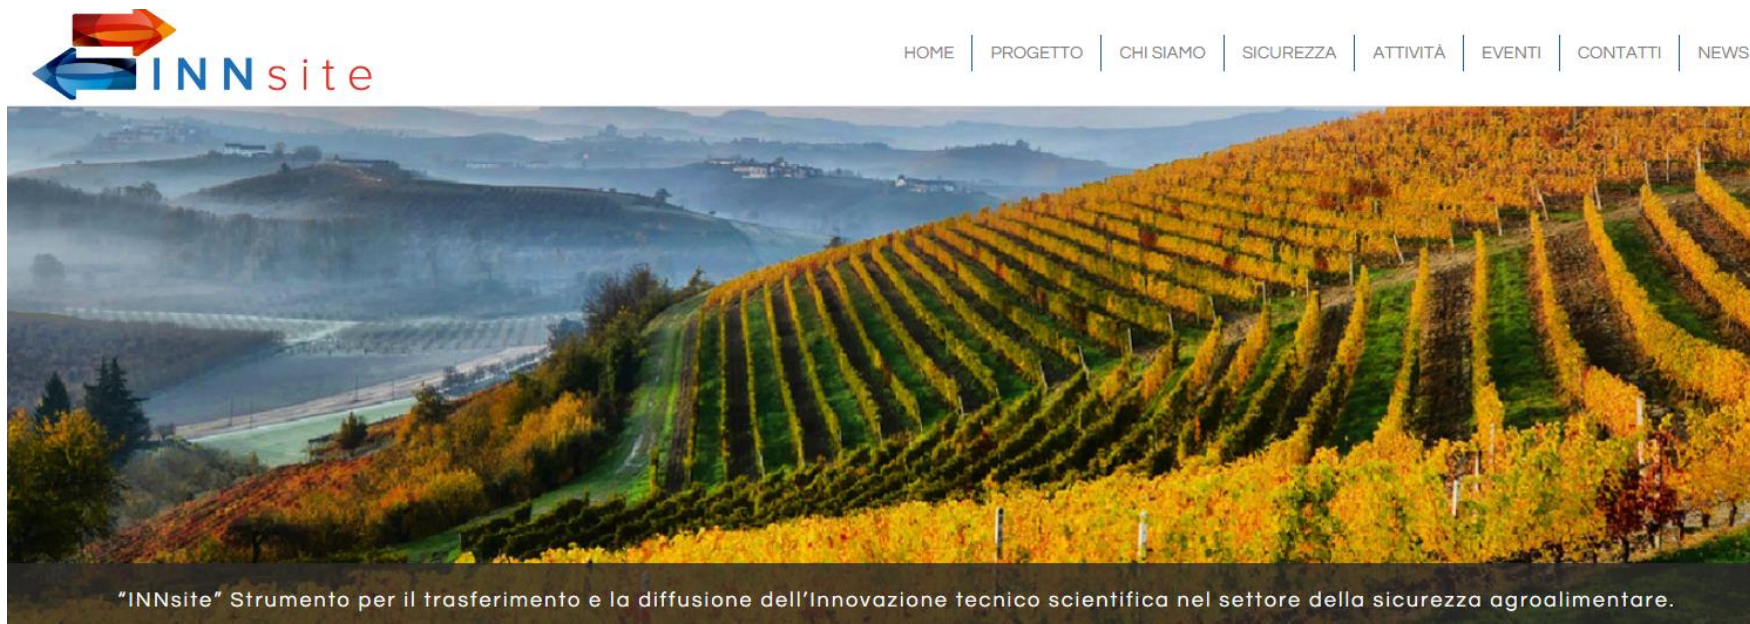 INNsite
HOME PROGETTO CHI SIAMO SICUREZZA ATTIVITÀ EVENTI CONTATTI NEWS
“INNsite” Strumento per il trasferimento e la diffusione dell’Innovazione tecnico scientifica nel settore della sicurezza agroalimentare.